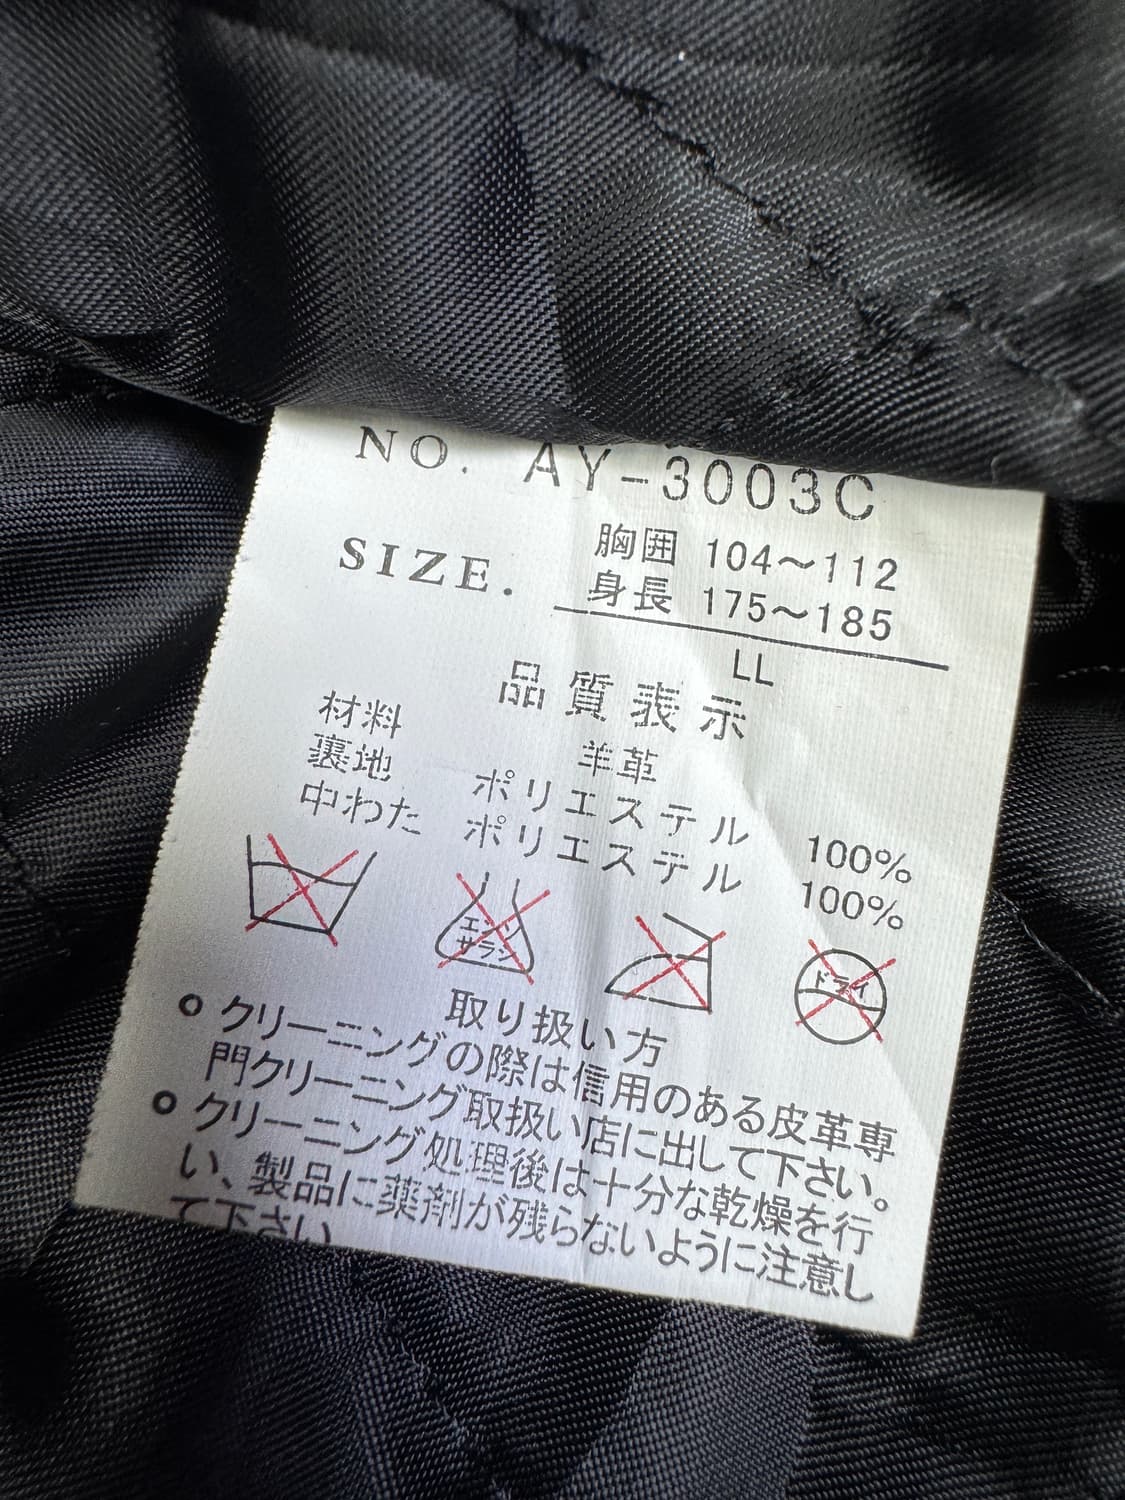 NO. AY-3003C
SIZE. 胸囲 104～112
身長 175～185
LL
品質表示
材料 羊革
裏地 ポリエステル 100%
中わた ポリエステル 100%
エンソ
サラシ
ドライ
取り扱い方
○ クリーニングの際は信用のある皮革専
門クリーニング取扱い店に出して下さい。
○ クリーニング処理後は十分な乾燥を行
い、製品に薬剤が残らないように注意し
て下さい